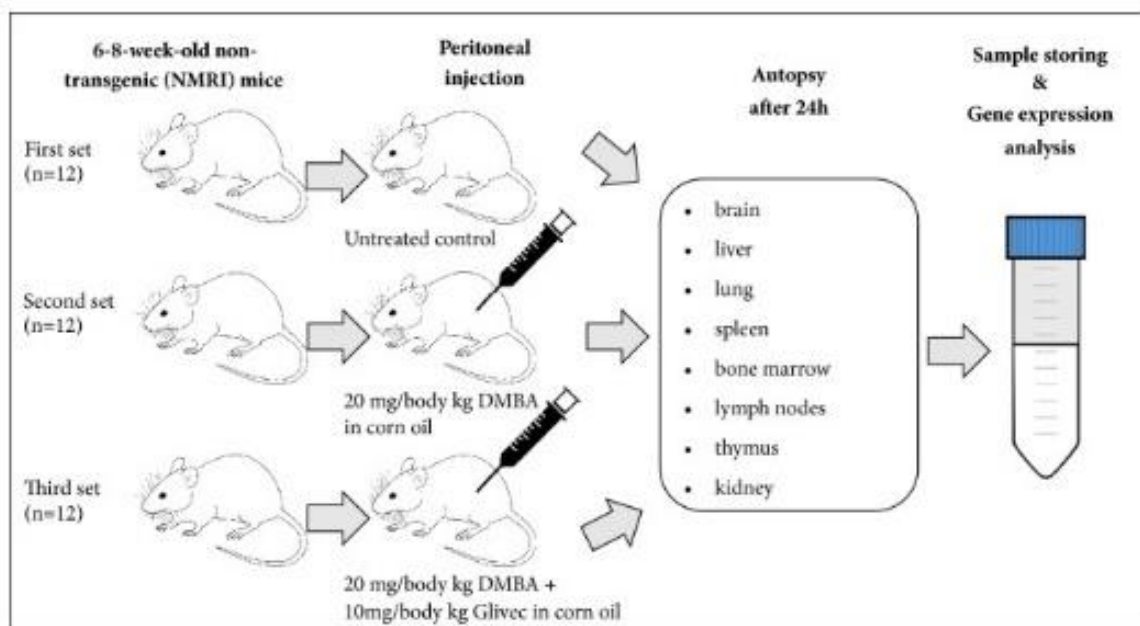 6-8-week-old non-
transgenic (NMRI) mice
Peritoneal
injection
Autopsy
after 24h
Sample storing
&
Gene expression
analysis
First set
(n=12)
Untreated control
Second set
(n=12)
20 mg/body kg DMBA
in corn oil
Third set
(n=12)
20 mg/body kg DMBA +
10mg/body kg Glivec in corn oil
• brain
• liver
• lung
• spleen
• bone marrow
• lymph nodes
• thymus
• kidney